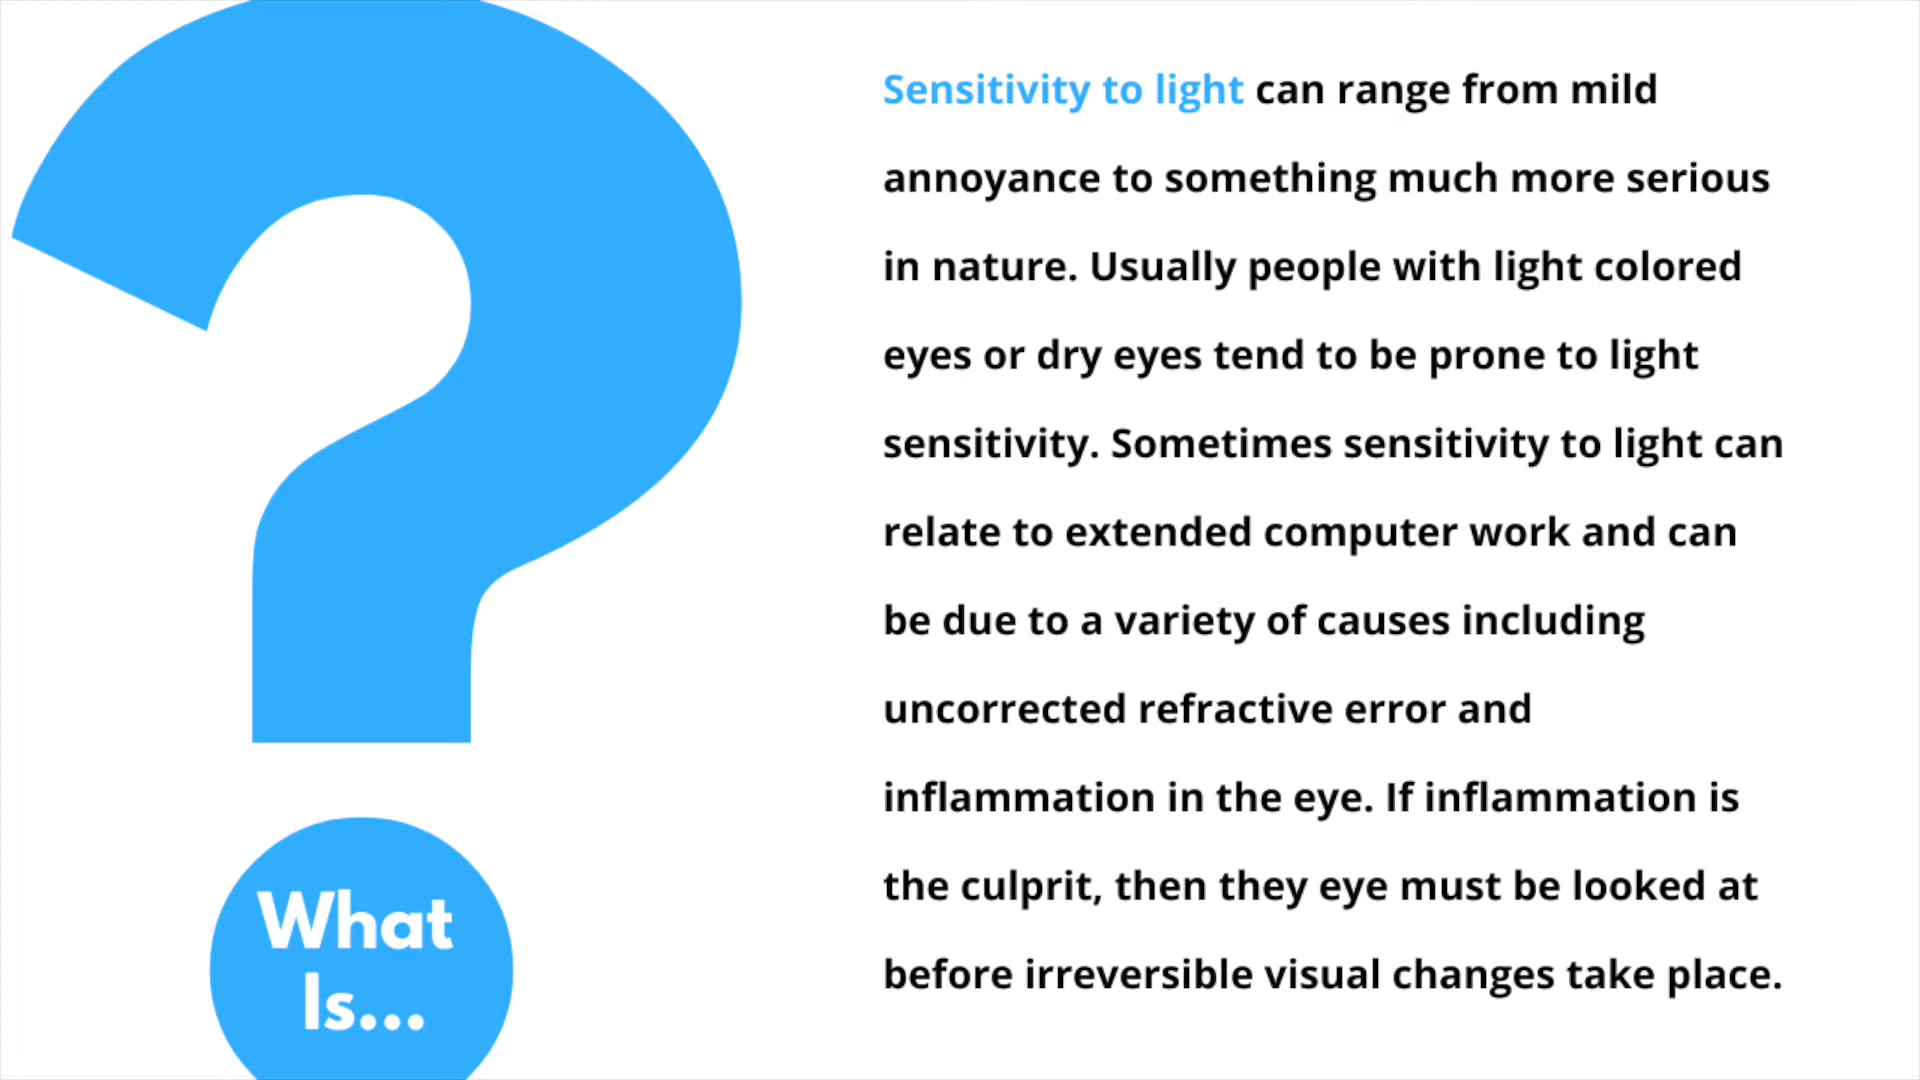 Sensitivity to light can range from mild
annoyance to something much more serious
in nature. Usually people with light colored
eyes or dry eyes tend to be prone to light
sensitivity. Sometimes sensitivity to light can
relate to extended computer work and can
be due to a variety of causes including
uncorrected refractive error and
inflammation in the eye. If inflammation is
the culprit, then they eye must be looked at
before irreversible visual changes take place.
What
Is...